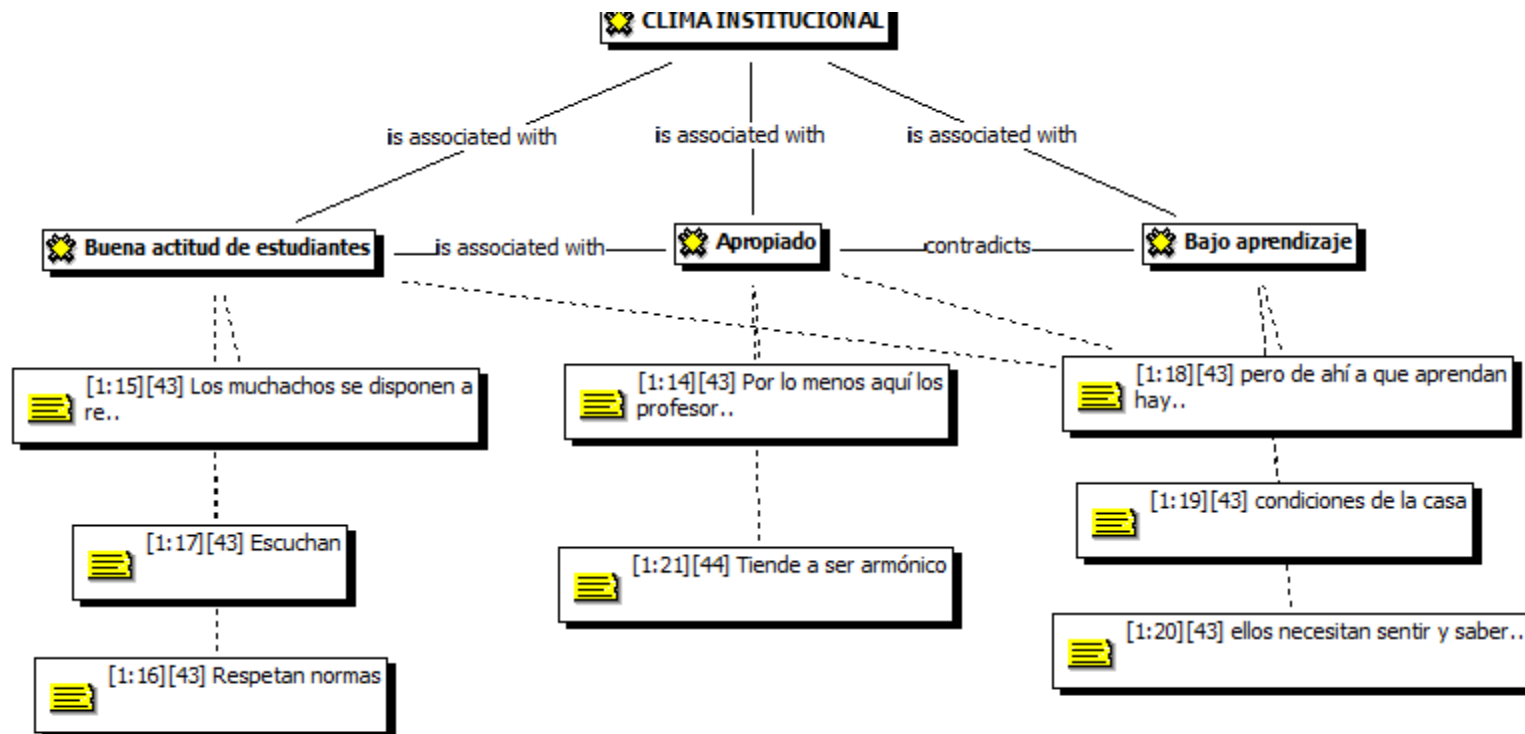 CLIMA INSTITUCIONAL
is associated with
is associated with
is associated with
Buena actitud de estudiantes
is associated with
Apropiado
contradicts
Bajo aprendizaje
[1:15][43] Los muchachos se disponen a
re..
[1:14][43] Por lo menos aquí los
profesor..
[1:18][43] pero de ahí a que aprendan
hay..
[1:17][43] Escuchan
[1:21][44] Tiende a ser armónico
[1:19][43] condiciones de la casa
[1:16][43] Respetan normas
[1:20][43] ellos necesitan sentir y saber..